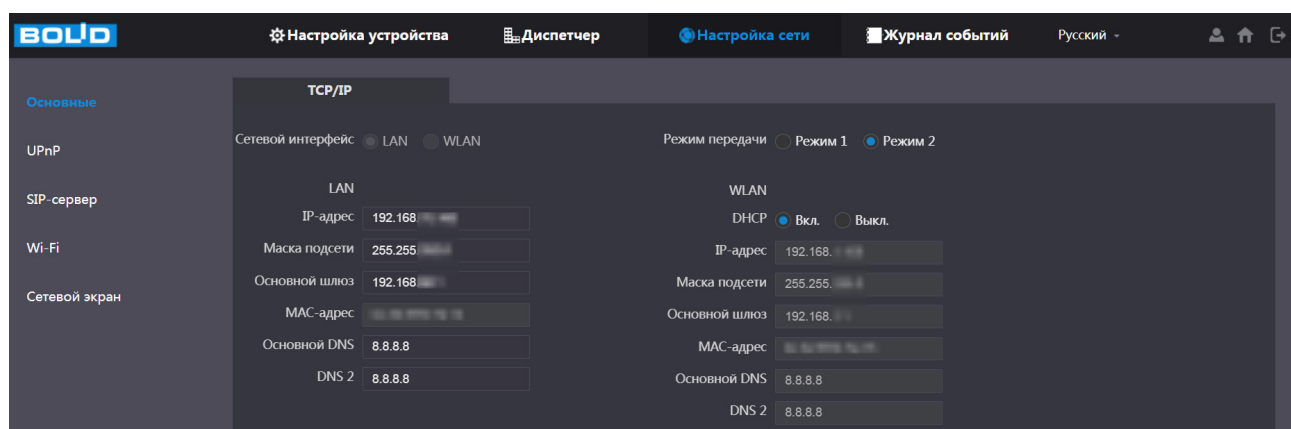 BOLID Настройка устройства Диспетчер Настройка сети Журнал событий Русский
TCP/IP
Основные
Сетевой интерфейс LAN WLAN Режим передачи Режим 1 Режим 2
UPnP
LAN WLAN
SIP-сервер
IP-адрес 192.168 DHCP Вкл. Выкл.
Wi-Fi
Маска подсети 255.255 IP-адрес 192.168.
Основной шлюз 192.168 Маска подсети 255.255.
Сетевой экран
MAC-адрес Основной шлюз 192.168.
Основной DNS 8.8.8.8 MAC-адрес
DNS 2 8.8.8.8 Основной DNS 8.8.8.8
DNS 2 8.8.8.8